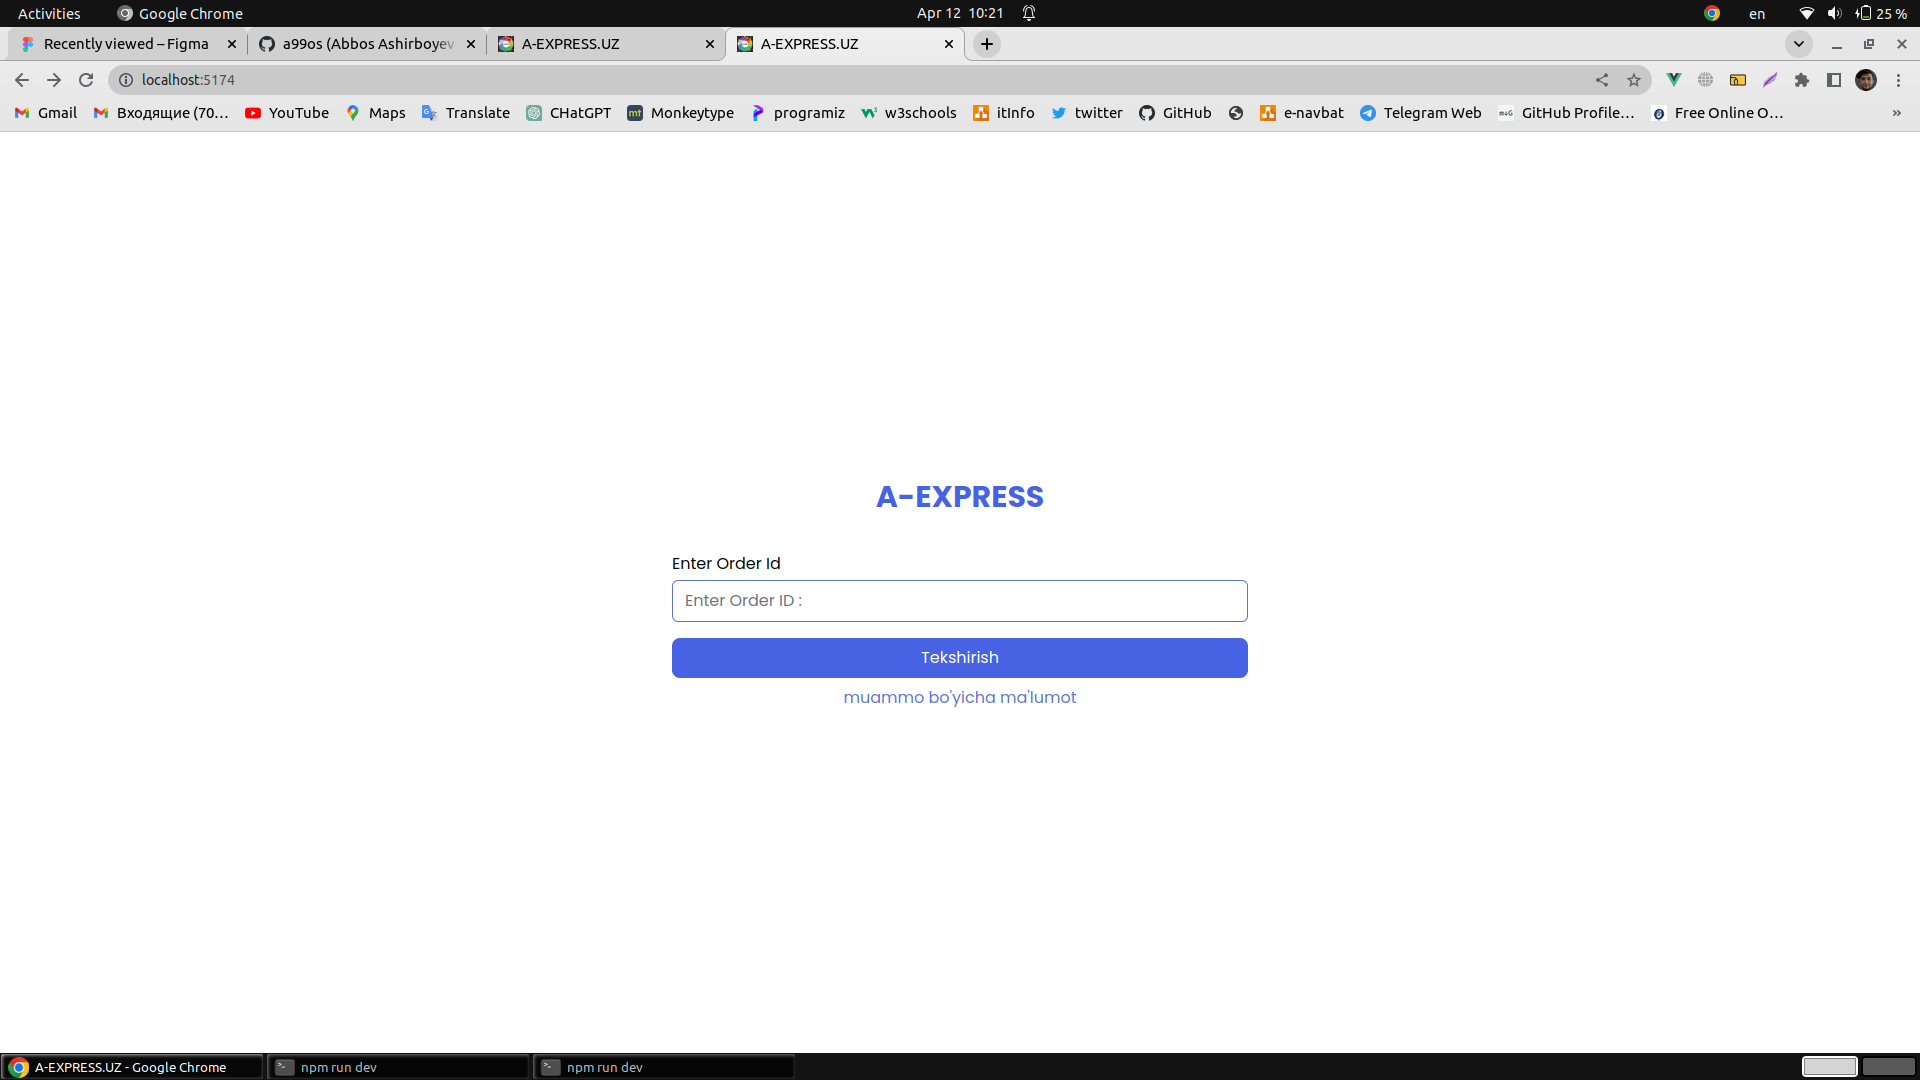 Activities Google Chrome Apr 12 10:21 en 25 %
Recently viewed – Figma a99os (Abbos Ashirboyev A-EXPRESS.UZ A-EXPRESS.UZ
localhost:5174
Gmail Входящие (70… YouTube Maps Translate CHatGPT mt Monkeytype programiz w3schools itInfo twitter GitHub e-navbat Telegram Web GitHub Profile… Free Online O… »
A-EXPRESS
Enter Order Id
Enter Order ID :
Tekshirish
muammo bo'yicha ma'lumot
A-EXPRESS.UZ - Google Chrome npm run dev npm run dev